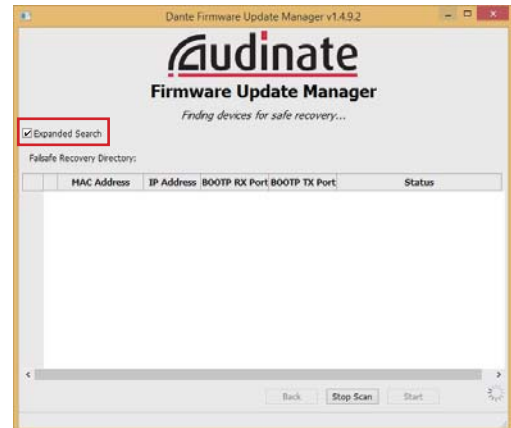 Dante Firmware Update Manager v1.4.9.2
Audinate
Firmware Update Manager
Finding devices for safe recovery...
Expanded Search
Failsafe Recovery Directory:
MAC Address IP Address BOOTP RX Port BOOTP TX Port Status
Back Stop Scan Start